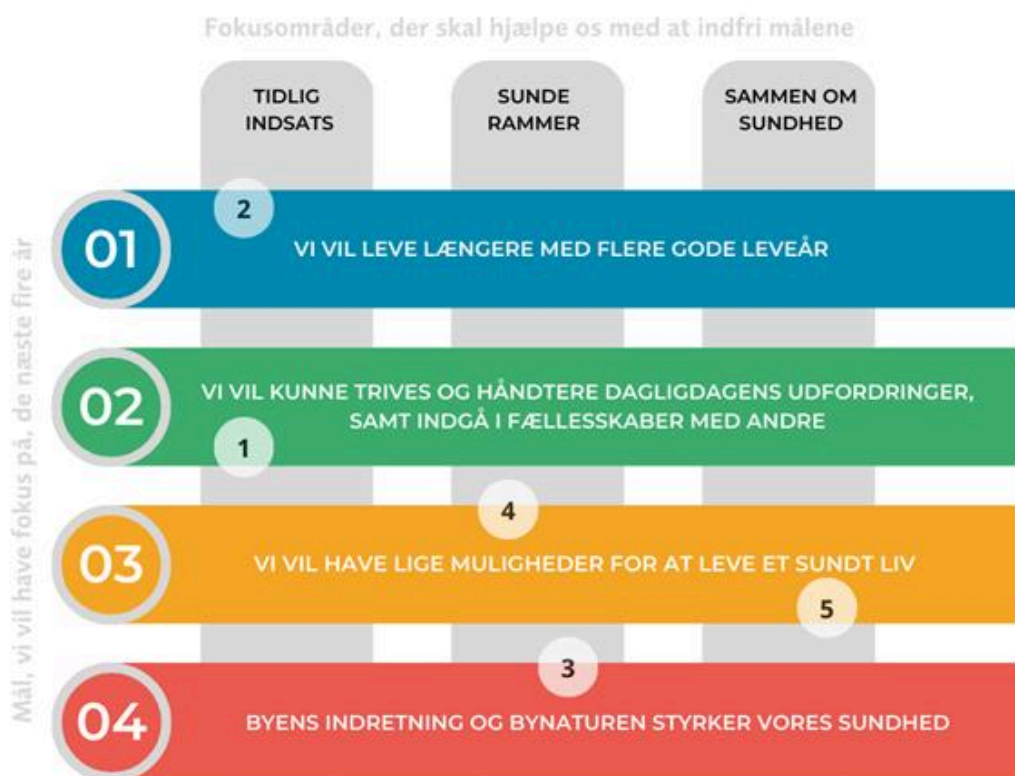 Fokusområder, der skal hjælpe os med at indfri målene
TIDLIG
INDSATS
SUNDE
RAMMER
SAMMEN OM
SUNDHED
Mål, vi vil have fokus på, de næste fire år
2
01
VI VIL LEVE LÆNGERE MED FLERE GODE LEVEÅR
02
VI VIL KUNNE TRIVES OG HÅNDTERE DAGLIGDAGENS UDFORDRINGER,
SAMT INDGÅ I FÆLLESSKABER MED ANDRE
1
4
03
VI VIL HAVE LIGE MULIGHEDER FOR AT LEVE ET SUNDT LIV
5
3
04
BYENS INDRETNING OG BYNATUREN STYRKER VORES SUNDHED